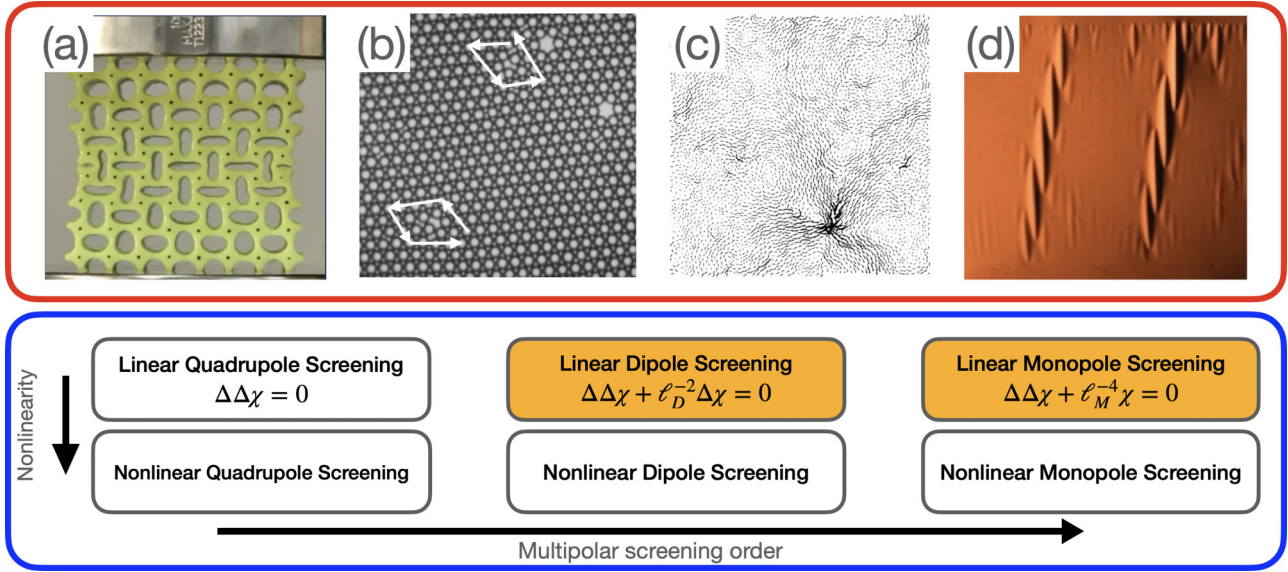 (a)
(b)
(c)
(d)
Nonlinearity
Linear Quadrupole Screening
ΔΔχ = 0
Linear Dipole Screening
ΔΔχ + ℓ_D^{-2}Δχ = 0
Linear Monopole Screening
ΔΔχ + ℓ_M^{-4}χ = 0
Nonlinear Quadrupole Screening
Nonlinear Dipole Screening
Nonlinear Monopole Screening
Multipolar screening order